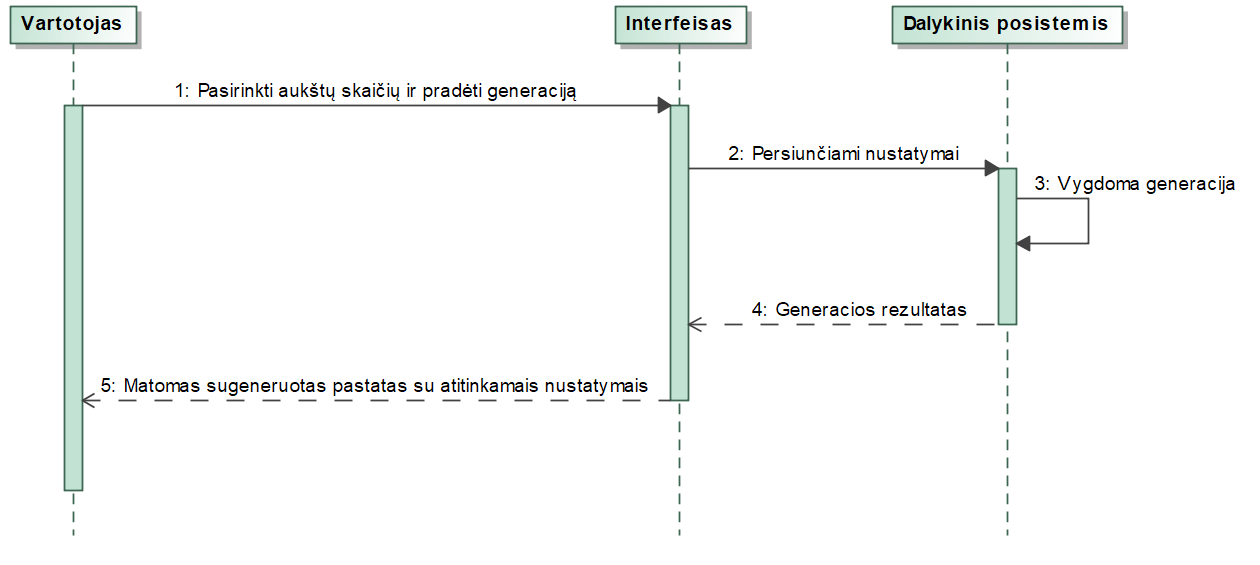 Vartotojas
Interfeisas
Dalykinis posistemis
1: Pasirinkti aukštų skaičių ir pradėti generaciją
2: Persiunčiami nustatymai
3: Vygdoma generacija
4: Generacios rezultatas
5: Matomas sugeneruotas pastatas su atitinkamais nustatymais